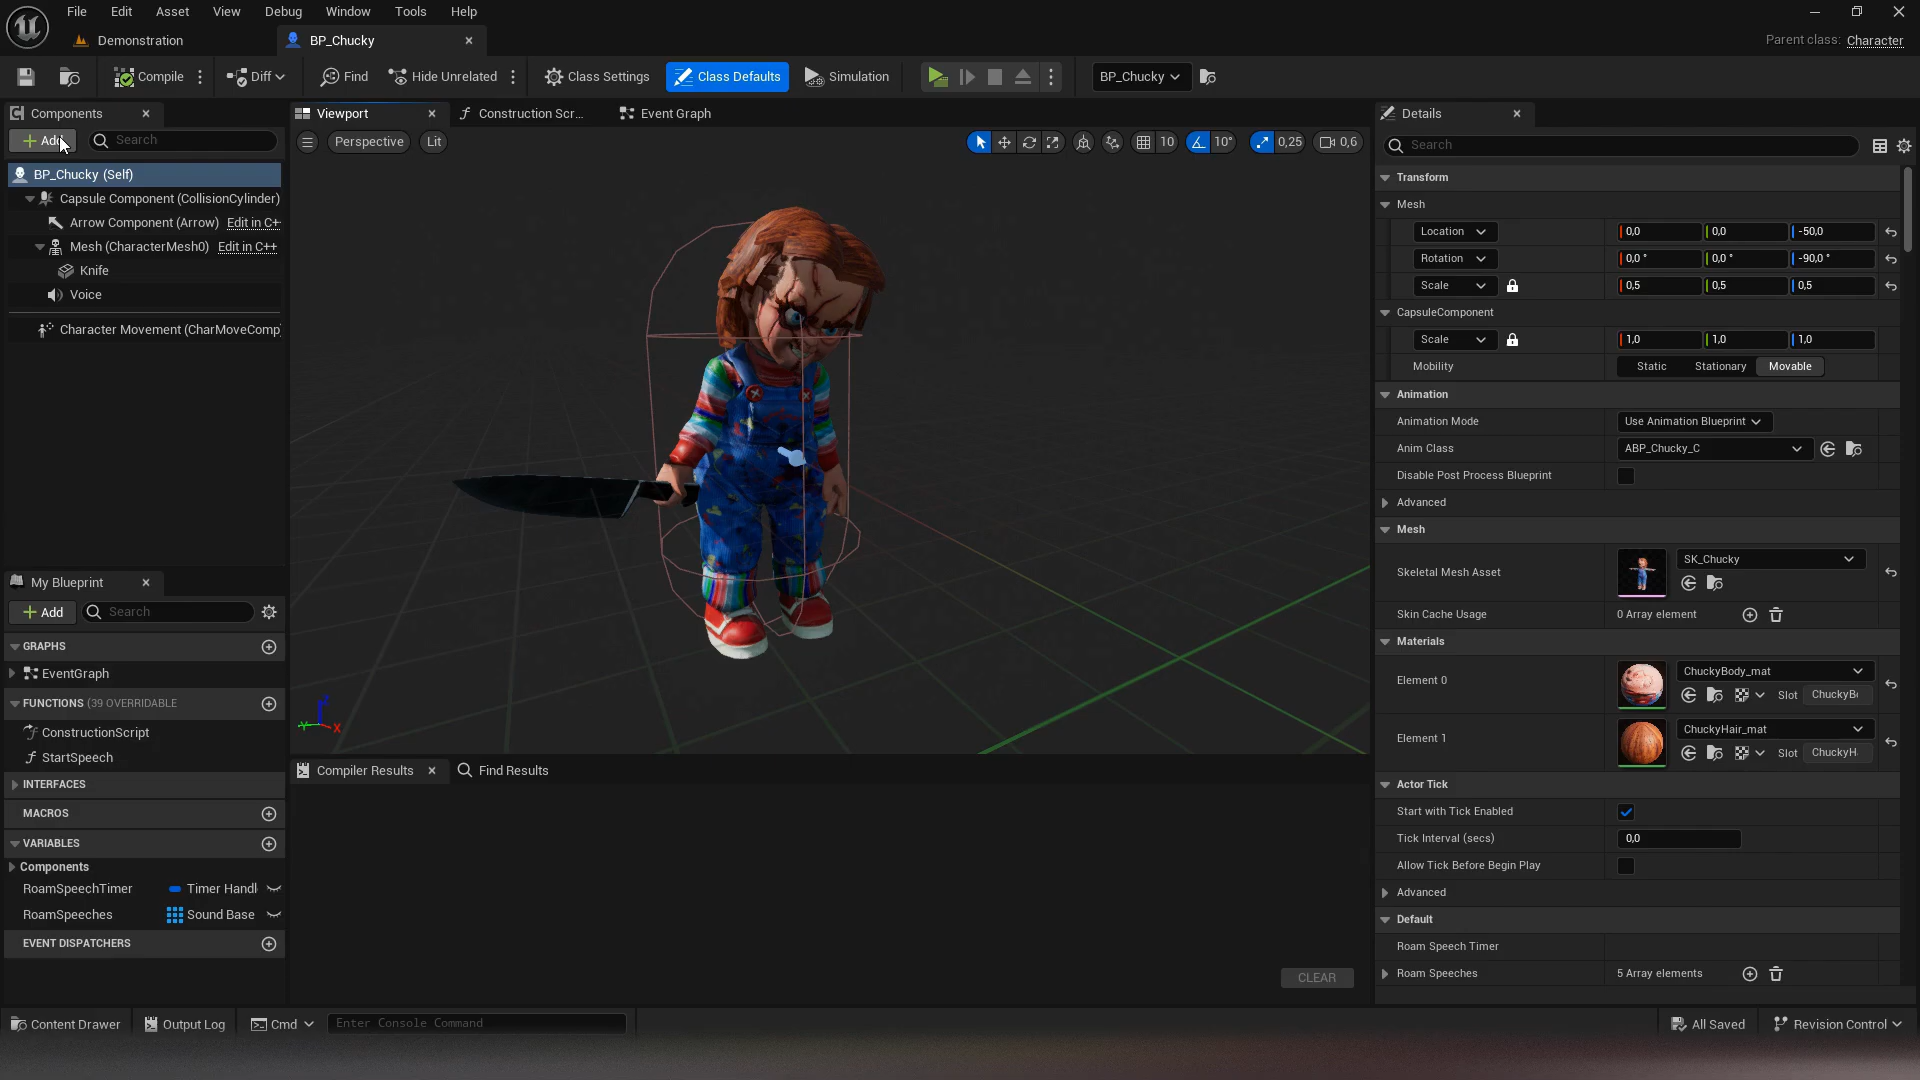 File Edit Asset View Debug Window Tools Help
Demonstration
BP_Chucky
Parent class: Character
Compile
Diff
Find
Hide Unrelated
Class Settings
Class Defaults
Simulation
BP_Chucky
Components
Add
Search
BP_Chucky (Self)
Capsule Component (CollisionCylinder)
Arrow Component (Arrow) Edit in C+
Mesh (CharacterMesh0) Edit in C++
Knife
Voice
Character Movement (CharMoveComp
My Blueprint
Add
Search
GRAPHS
EventGraph
FUNCTIONS (39 OVERRIDABLE
ConstructionScript
StartSpeech
INTERFACES
MACROS
VARIABLES
Components
RoamSpeechTimer Timer Handl
RoamSpeeches Sound Base
EVENT DISPATCHERS
Viewport
Construction Scr...
Event Graph
Perspective
Lit
10
10°
0,25
0,6
Z
Y
X
Compiler Results
Find Results
CLEAR
Details
Search
Transform
Mesh
Location 0,0 0,0 -50,0
Rotation 0,0 ° 0,0 ° -90,0 °
Scale 0,5 0,5 0,5
CapsuleComponent
Scale 1,0 1,0 1,0
Mobility Static Stationary Movable
Animation
Animation Mode Use Animation Blueprint
Anim Class ABP_Chucky_C
Disable Post Process Blueprint
Advanced
Mesh
Skeletal Mesh Asset SK_Chucky
Skin Cache Usage 0 Array element
Materials
Element 0 ChuckyBody_mat
Slot ChuckyB
Element 1 ChuckyHair_mat
Slot ChuckyH
Actor Tick
Start with Tick Enabled
Tick Interval (secs) 0,0
Allow Tick Before Begin Play
Advanced
Default
Roam Speech Timer
Roam Speeches 5 Array elements
Content Drawer
Output Log
Cmd
Enter Console Command
All Saved
Revision Control